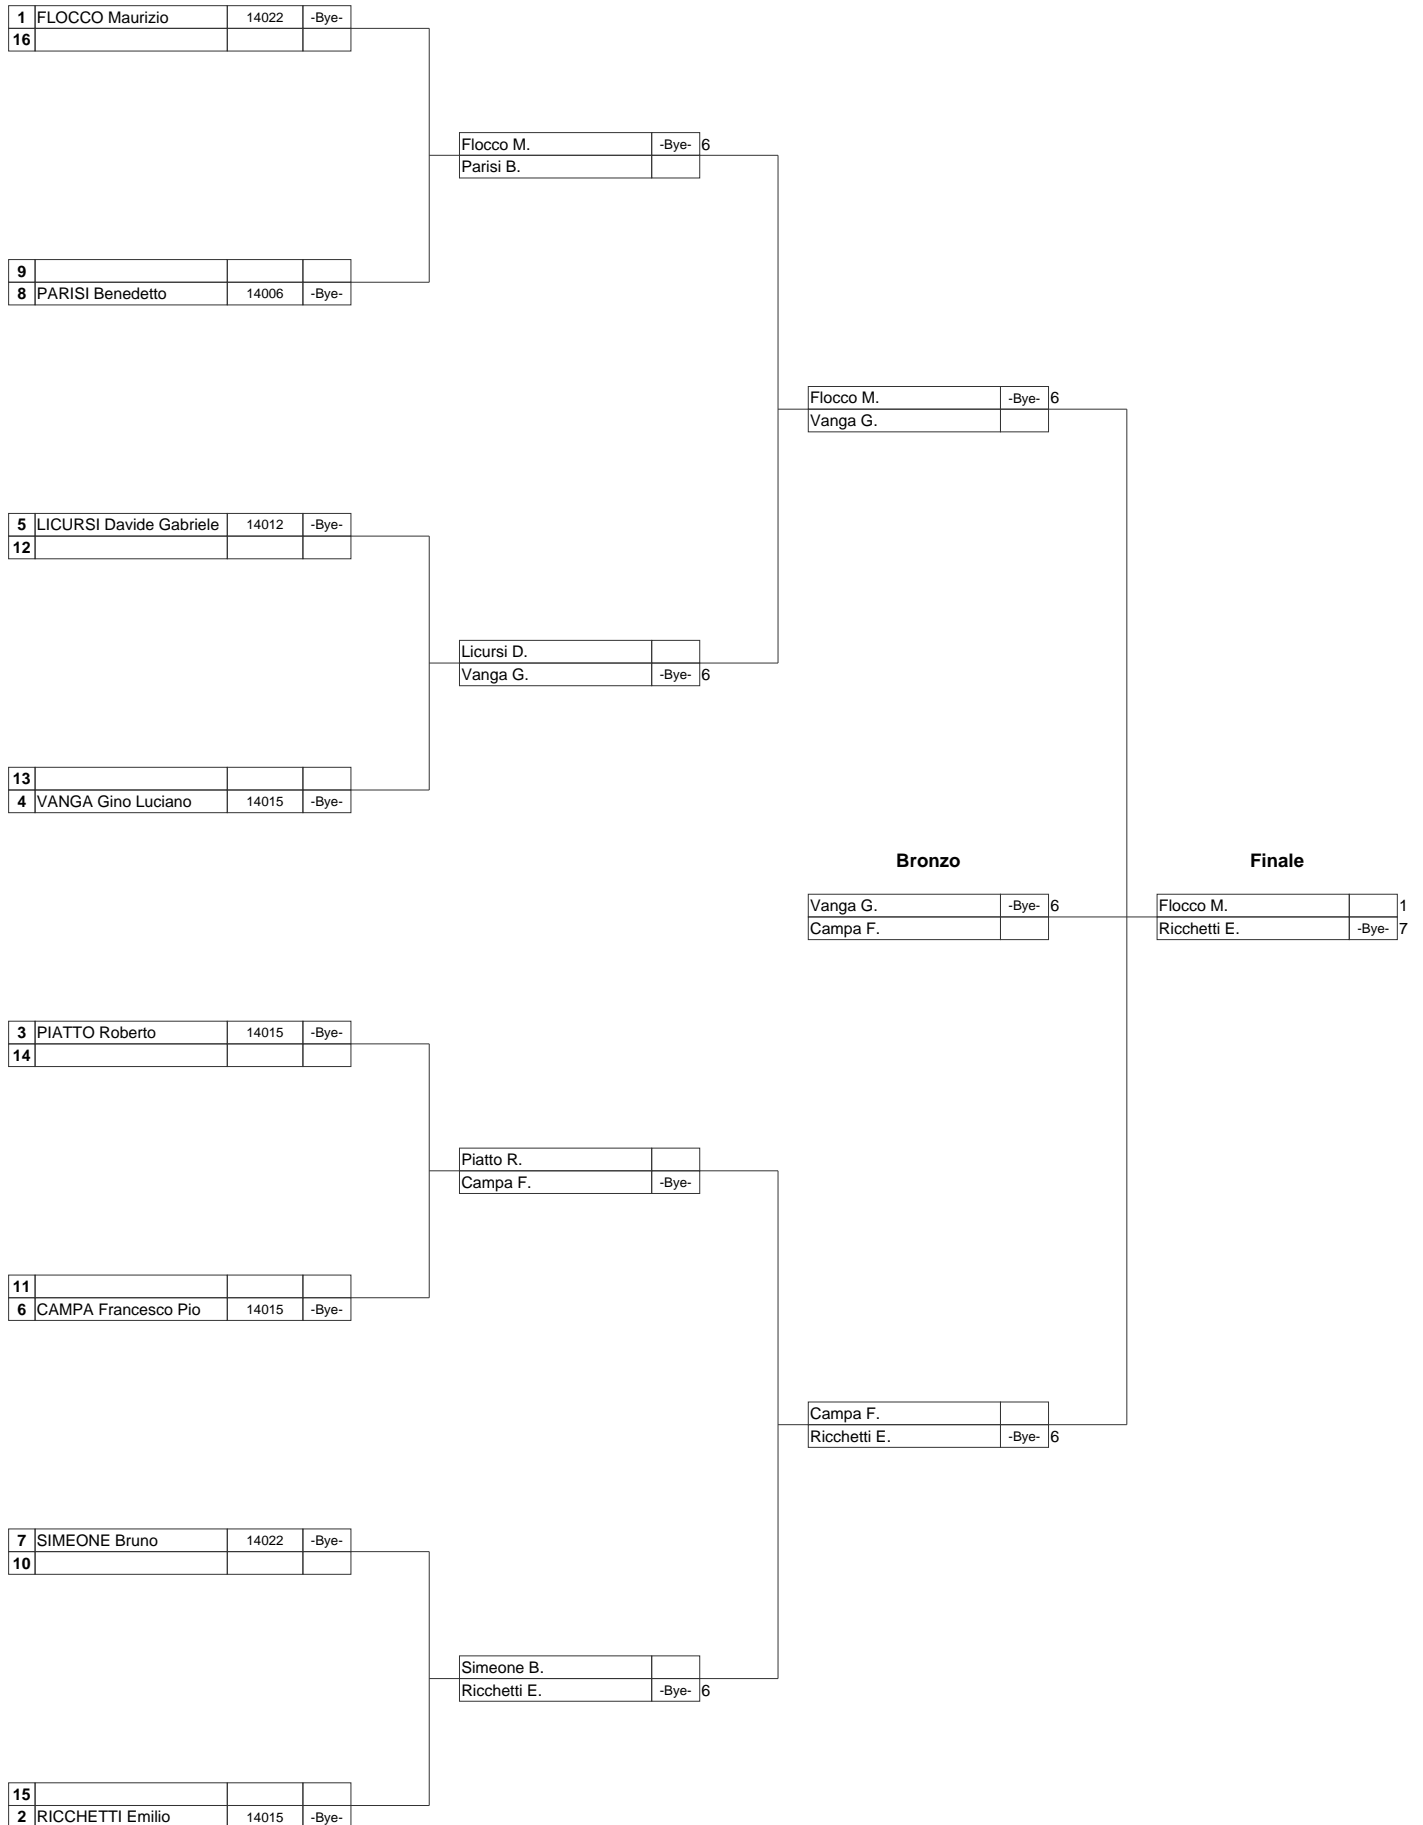 1 FLOCCO Maurizio 14022 -Bye-
16
Flocco M. -Bye- 6
Parisi B.
9
8 PARISI Benedetto 14006 -Bye-
Flocco M. -Bye- 6
Vanga G.
5 LICURSI Davide Gabriele 14012 -Bye-
12
Licursi D.
Vanga G. -Bye- 6
13
4 VANGA Gino Luciano 14015 -Bye-
Bronzo Finale
Vanga G. -Bye- 6 Flocco M. 1
Campa F. Ricchetti E. -Bye- 7
3 PIATTO Roberto 14015 -Bye-
14
Piatto R.
Campa F. -Bye-
11
6 CAMPA Francesco Pio 14015 -Bye-
Campa F.
Ricchetti E. -Bye- 6
7 SIMEONE Bruno 14022 -Bye-
10
Simeone B.
Ricchetti E. -Bye- 6
15
2 RICCHETTI Emilio 14015 -Bye-